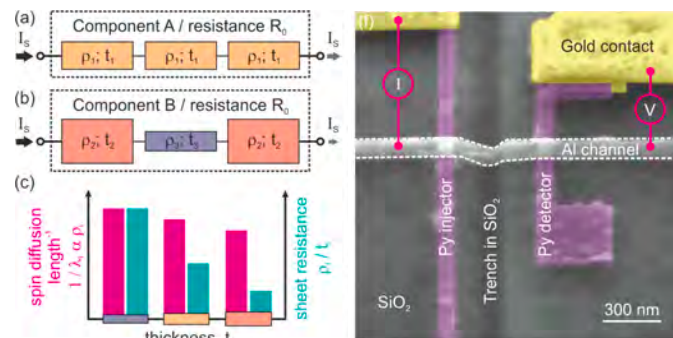 (a)
Component A / resistance R₀
Iₛ
ρ₁; t₁
ρ₁; t₁
ρ₁; t₁
Iₛ
(b)
Component B / resistance R₀
Iₛ
ρ₂; t₂
ρ₃; t₃
ρ₂; t₂
Iₛ
(c)
spin diffusion
length⁻¹
1 / λᵢ α ρᵢ
sheet resistance
ρᵢ / tᵢ
thickness
(f)
Gold contact
I
V
Al channel
Py injector
Trench in SiO₂
Py detector
SiO₂
300 nm